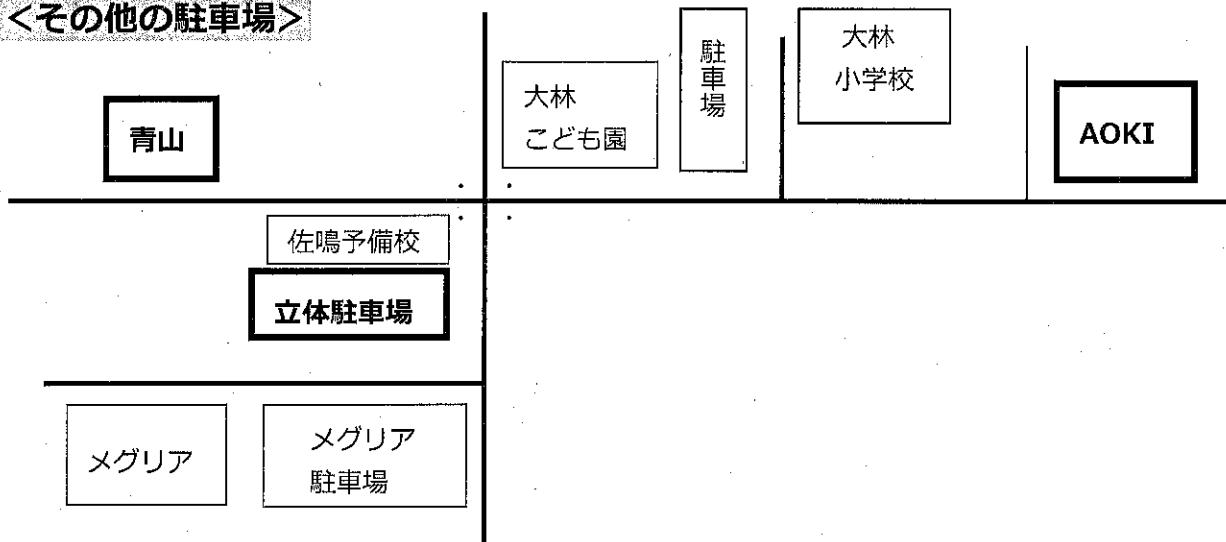 ＜その他の駐車場＞
青山
大林
こども園
駐車場
大林
小学校
AOKI
佐鳴予備校
立体駐車場
メグリア
メグリア
駐車場